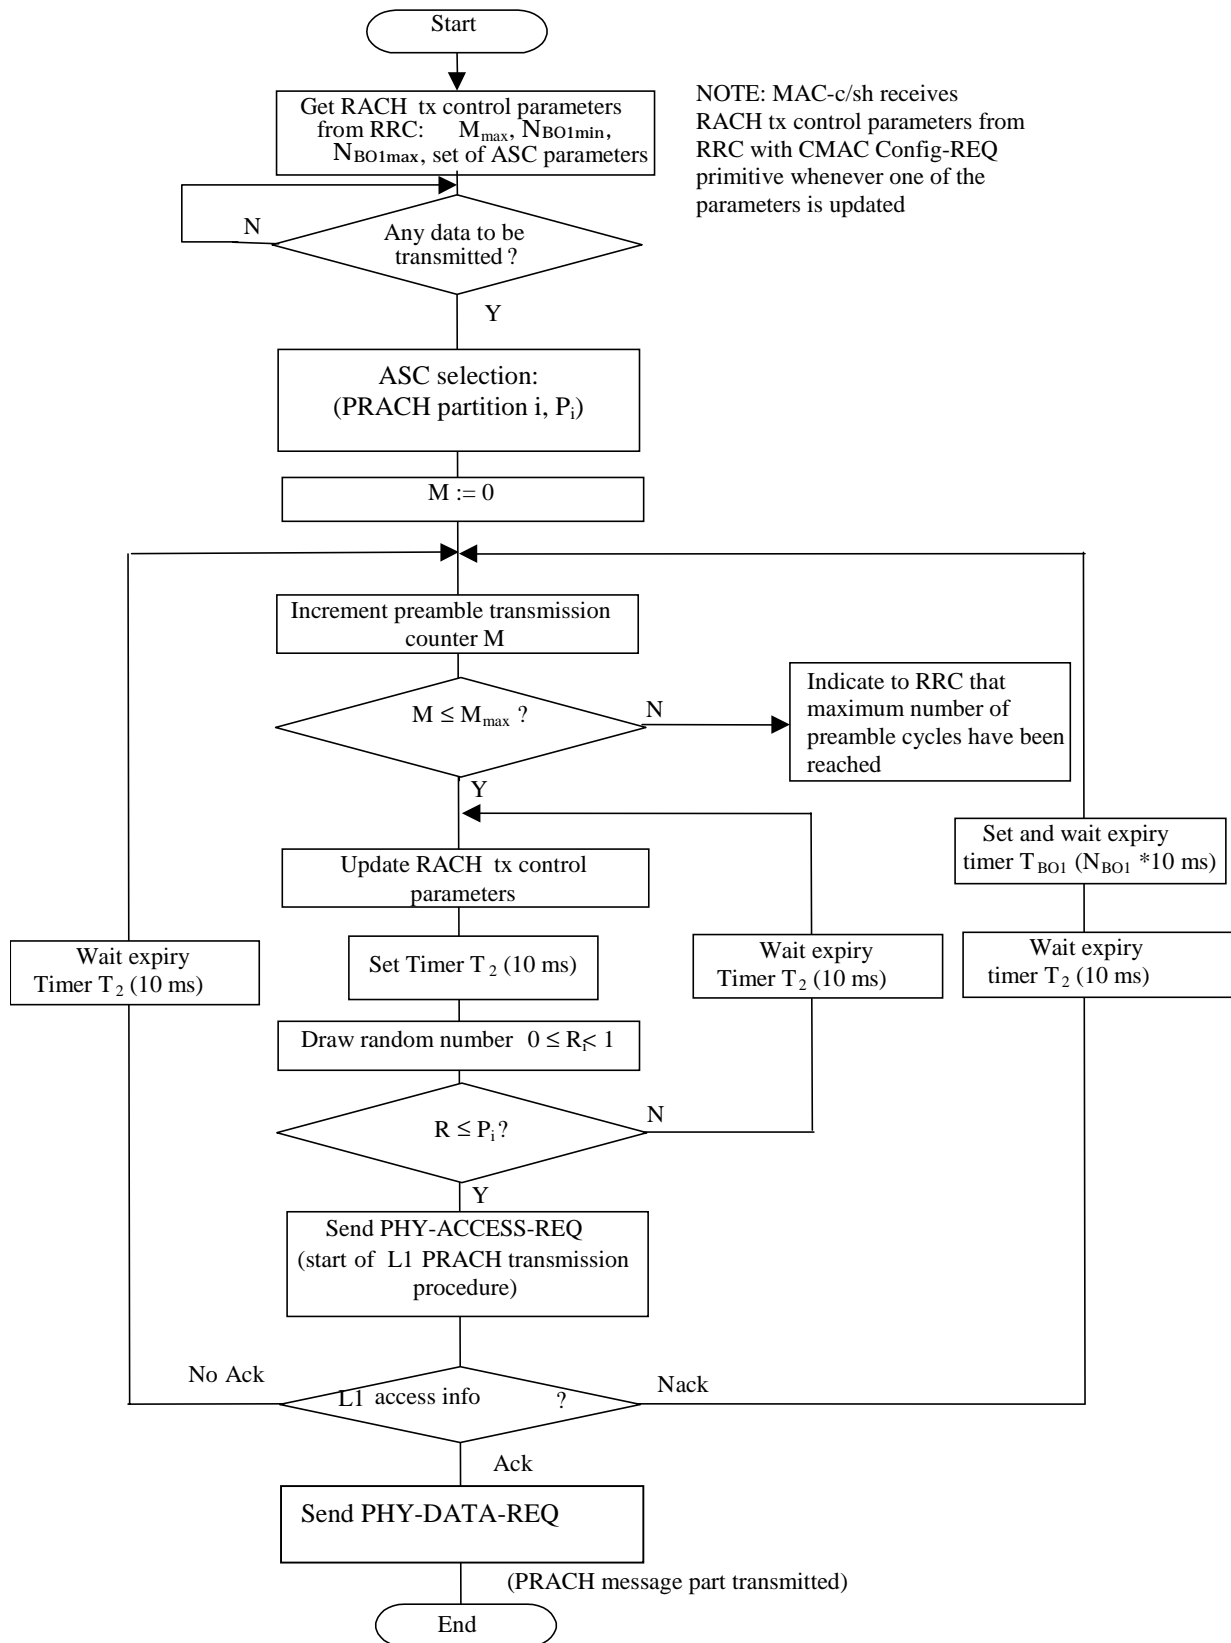 Start
Get RACH tx control parameters
from RRC: Mmax, NBO1min,
NBO1max, set of ASC parameters
NOTE: MAC-c/sh receives
RACH tx control parameters from
RRC with CMAC Config-REQ
primitive whenever one of the
parameters is updated
N
Any data to be
transmitted ?
Y
ASC selection:
(PRACH partition i, Pi)
M := 0
Increment preamble transmission
counter M
M ≤ Mmax ?
N
Indicate to RRC that
maximum number of
preamble cycles have been
reached
Y
Update RACH tx control
parameters
Set and wait expiry
timer TBO1 (NBO1 *10 ms)
Wait expiry
Timer T2 (10 ms)
Set Timer T2 (10 ms)
Wait expiry
Timer T2 (10 ms)
Wait expiry
timer T2 (10 ms)
Draw random number 0 ≤ Ri< 1
R ≤ Pi?
N
Y
Send PHY-ACCESS-REQ
(start of L1 PRACH transmission
procedure)
No Ack
L1 access info ?
Nack
Ack
Send PHY-DATA-REQ
(PRACH message part transmitted)
End